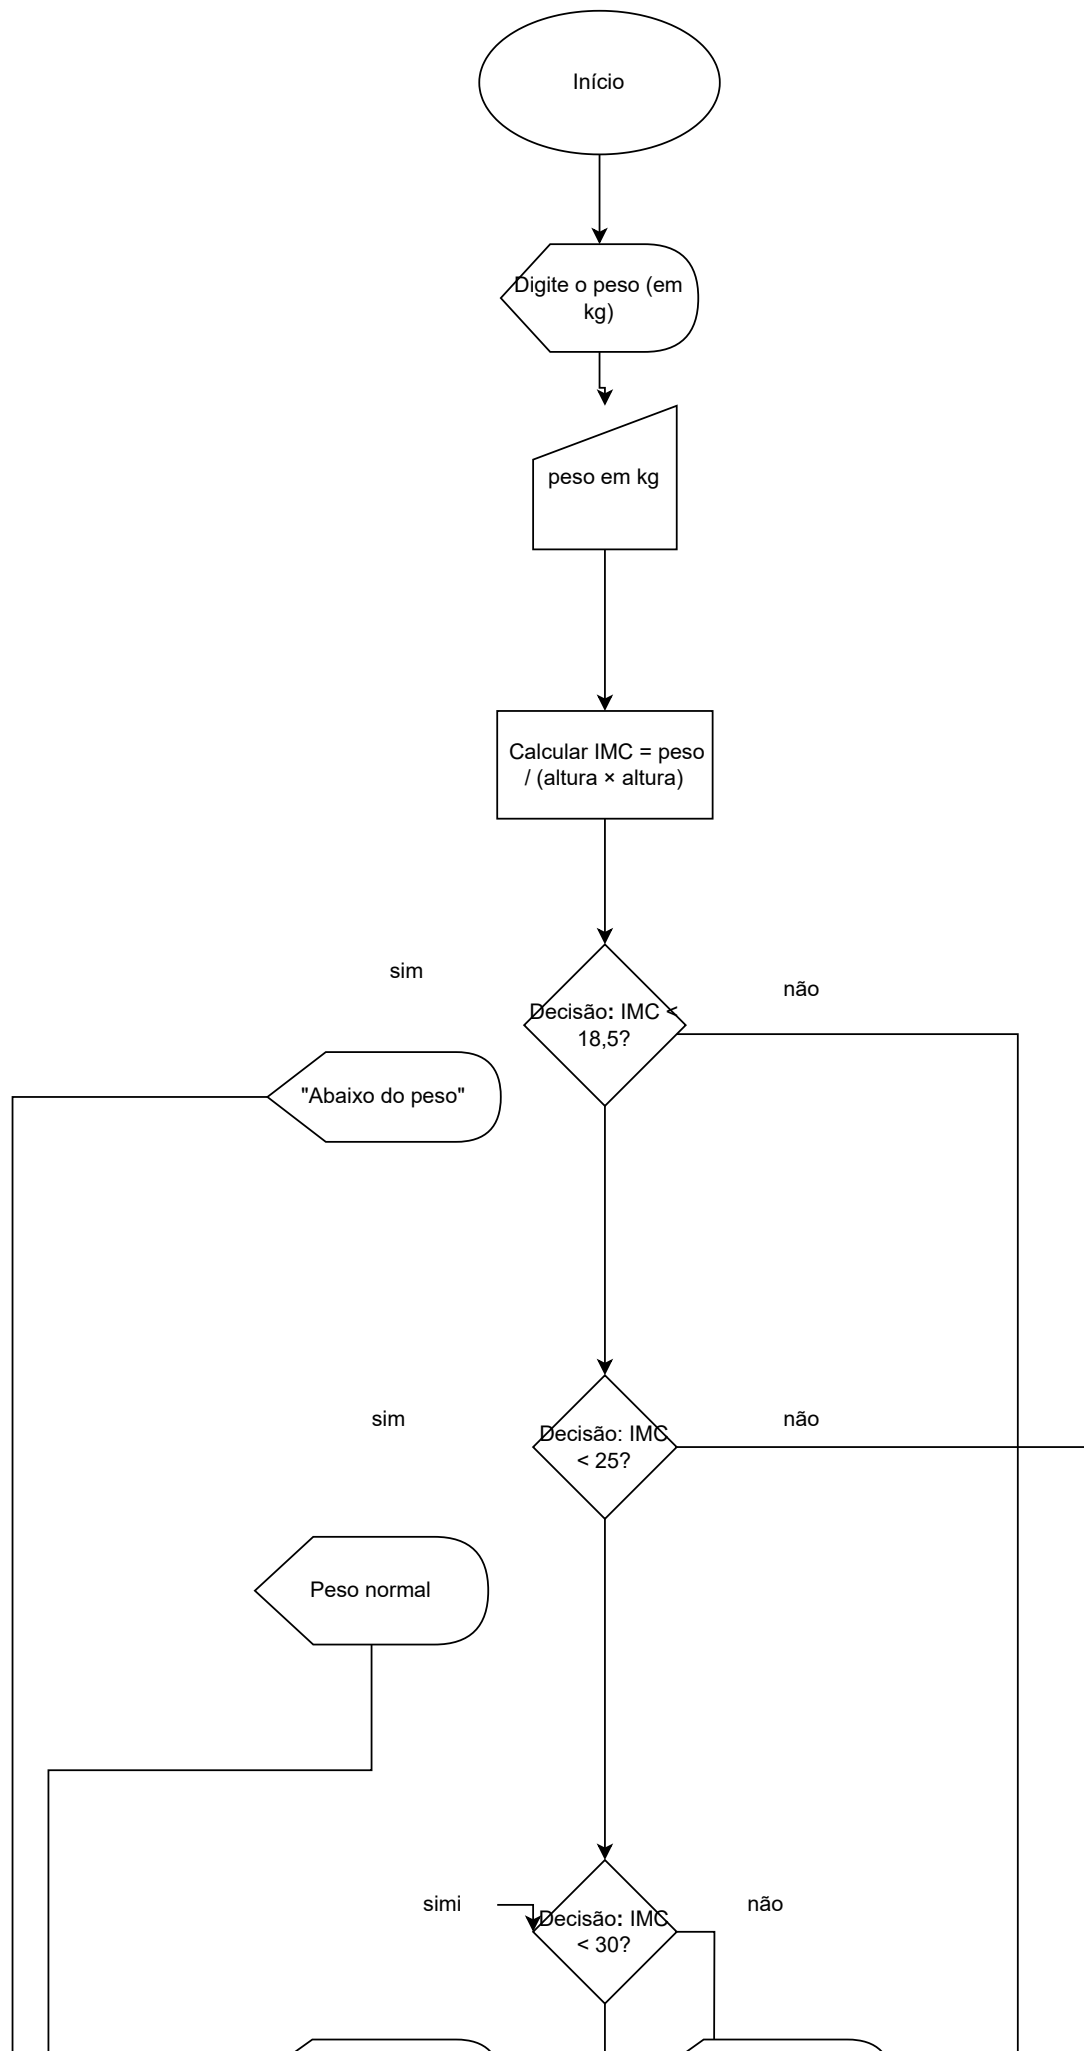 Início
Digite o peso (em
kg)
peso em kg
Calcular IMC = peso
/ (altura × altura)
sim
não
Decisão: IMC <
18,5?
"Abaixo do peso"
sim
não
Decisão: IMC
< 25?
Peso normal
simi
não
Decisão: IMC
< 30?